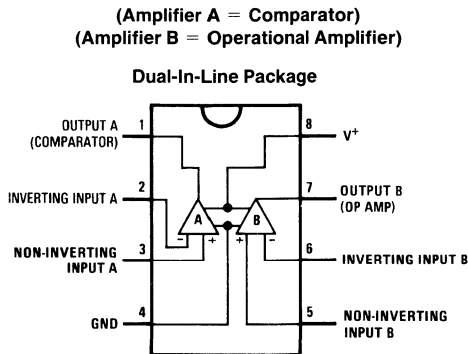 (Amplifier A = Comparator)
(Amplifier B = Operational Amplifier)
Dual-In-Line Package
OUTPUT A
(COMPARATOR)
1
8
V+
INVERTING INPUT A
2
7
OUTPUT B
(OP AMP)
A
B
-
+
+
-
NON-INVERTING
INPUT A
3
6
INVERTING INPUT B
GND
4
5
NON-INVERTING
INPUT B